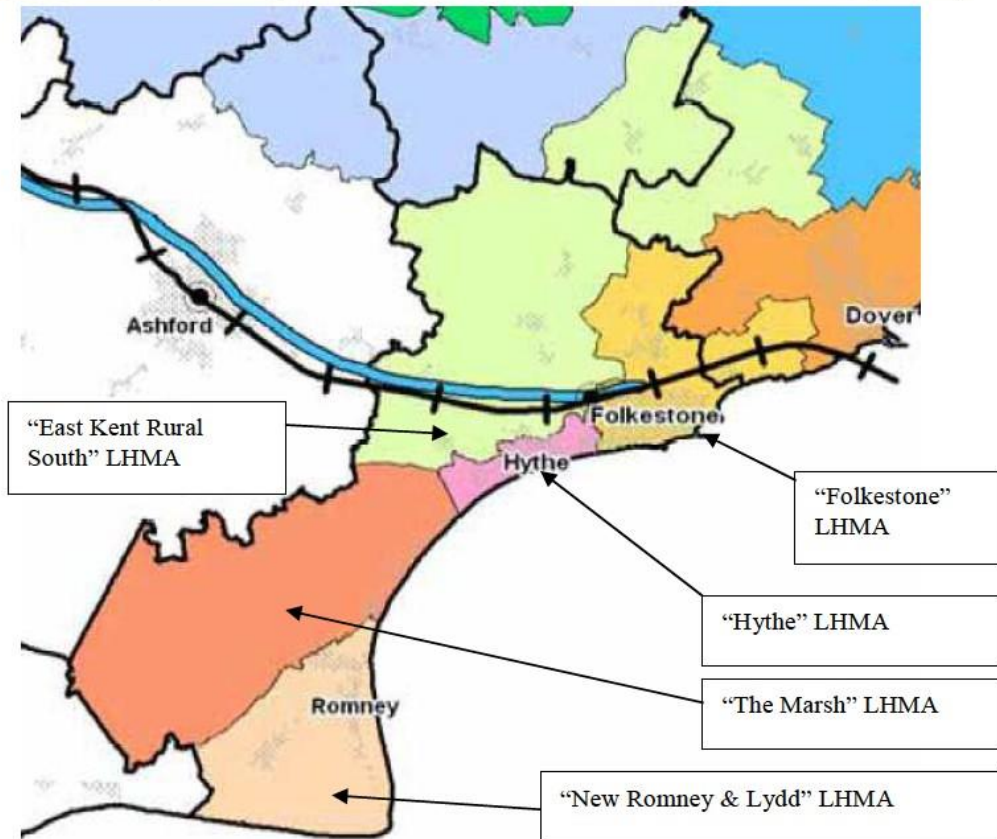 Ashford
Dover
"East Kent Rural
South" LHMA
Folkestone
Hythe
"Folkestone"
LHMA
"Hythe" LHMA
Romney
"The Marsh" LHMA
"New Romney & Lydd" LHMA